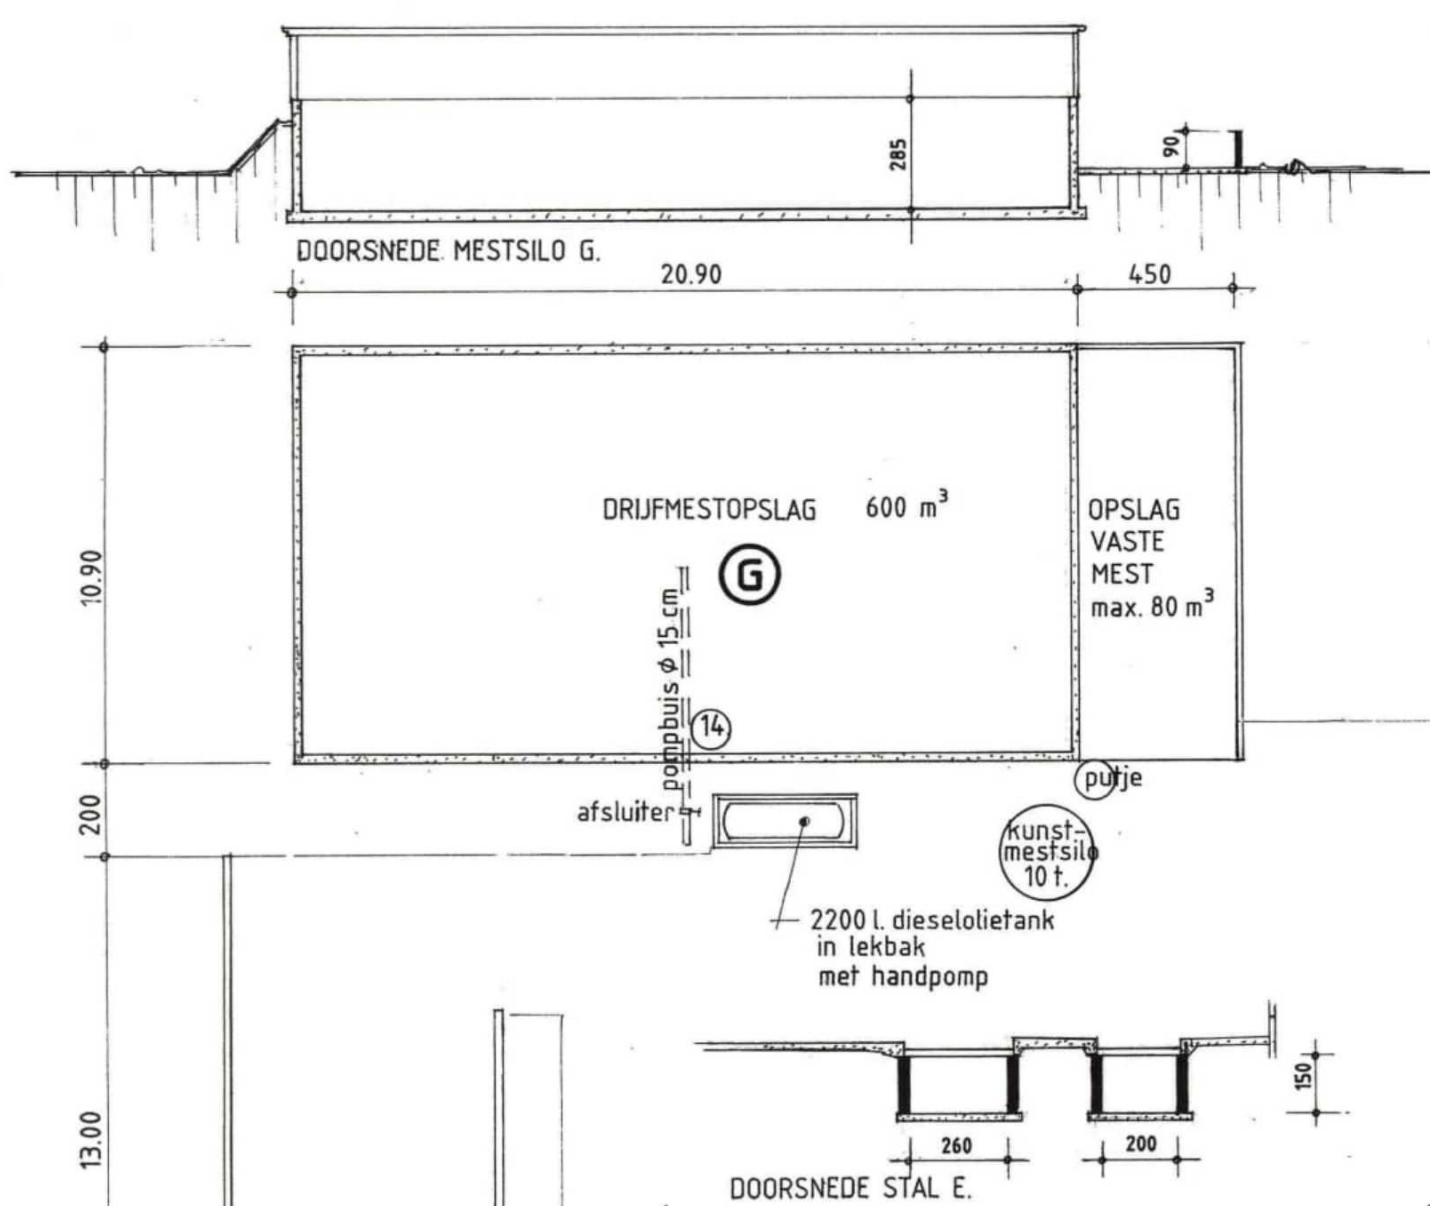 285
90
DOORSNEDE MESTSILO G.
20.90
450
10.90
DRIJFMESTOPSLAG 600 m³
G
OPSLAG
VASTE
MEST
max. 80 m³
pompbuis ø 15 cm
14
putje
200
afsluiter
kunst-
mestsilo
10 t.
2200 l. dieselolietank
in lekbak
met handpomp
13.00
150
260
200
DOORSNEDE STAL E.